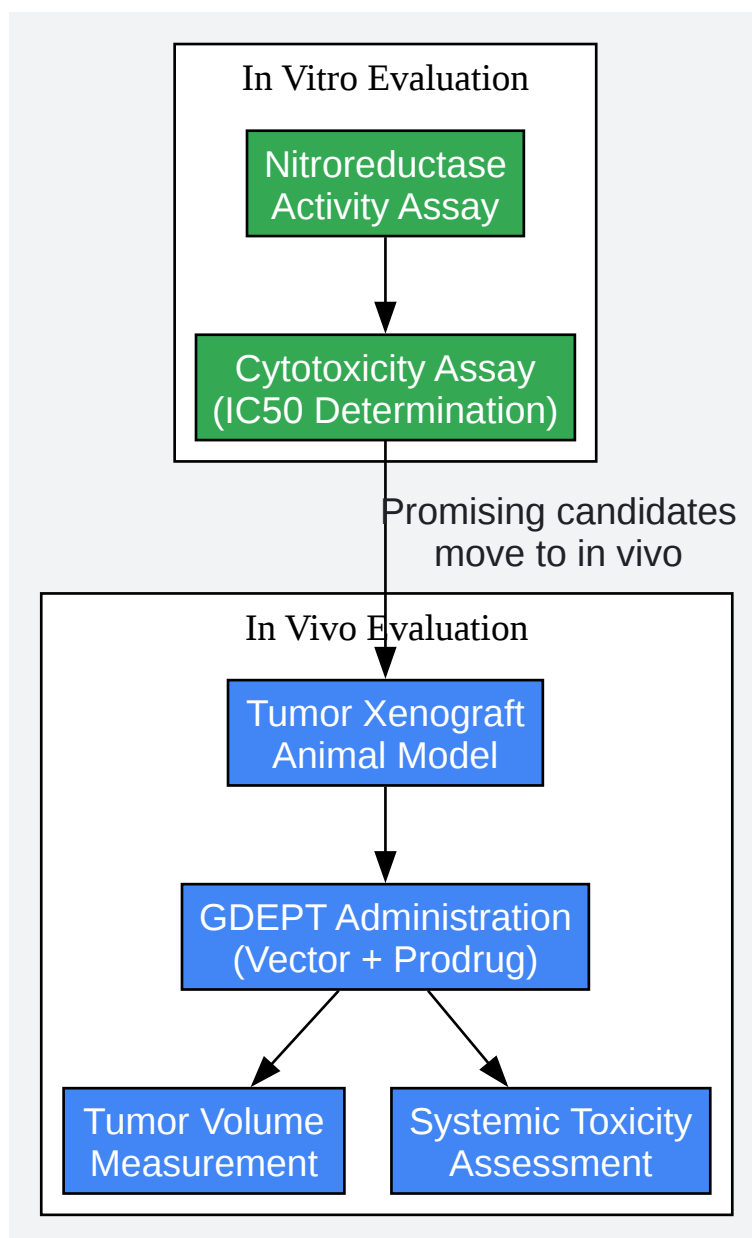 In Vitro Evaluation
Nitroreductase
Activity Assay
Cytotoxicity Assay
(IC50 Determination)
Promising candidates
move to in vivo
In Vivo Evaluation
Tumor Xenograft
Animal Model
GDEPT Administration
(Vector + Prodrug)
Tumor Volume
Measurement
Systemic Toxicity
Assessment